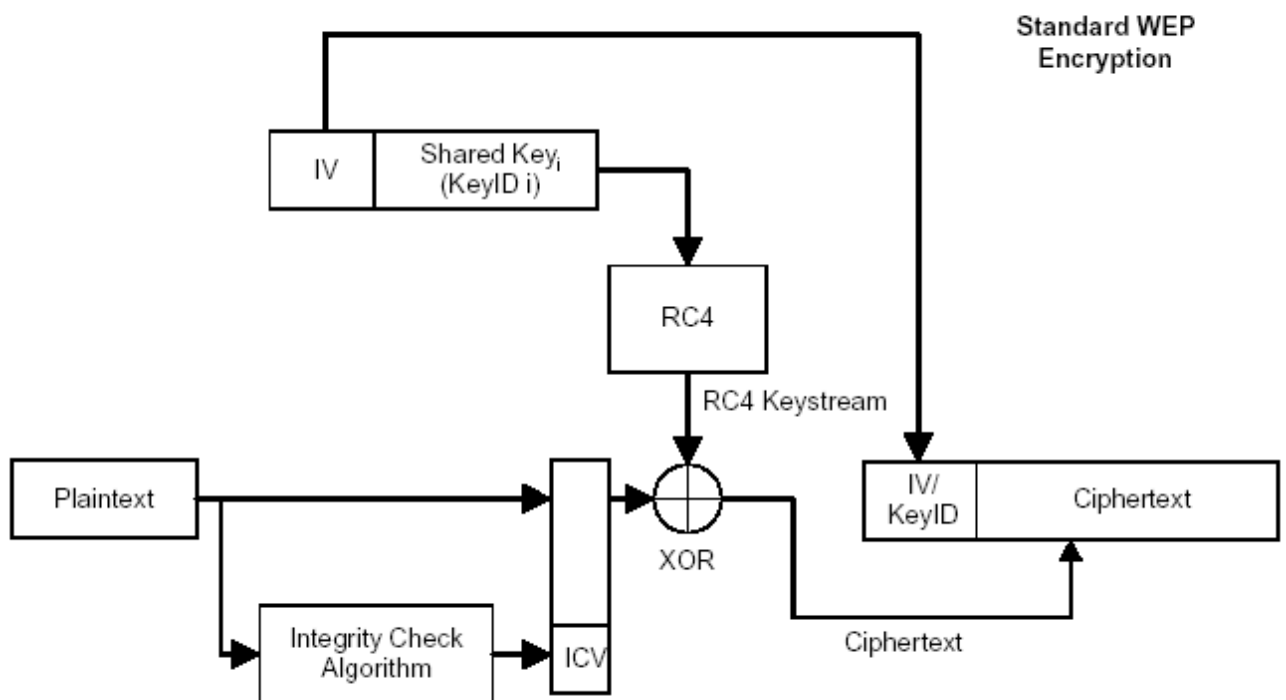 Standard WEP
Encryption
IV
Shared Keyi
(KeyID i)
RC4
RC4 Keystream
Plaintext
IV/
KeyID
Ciphertext
XOR
Integrity Check
Algorithm
ICV
Ciphertext